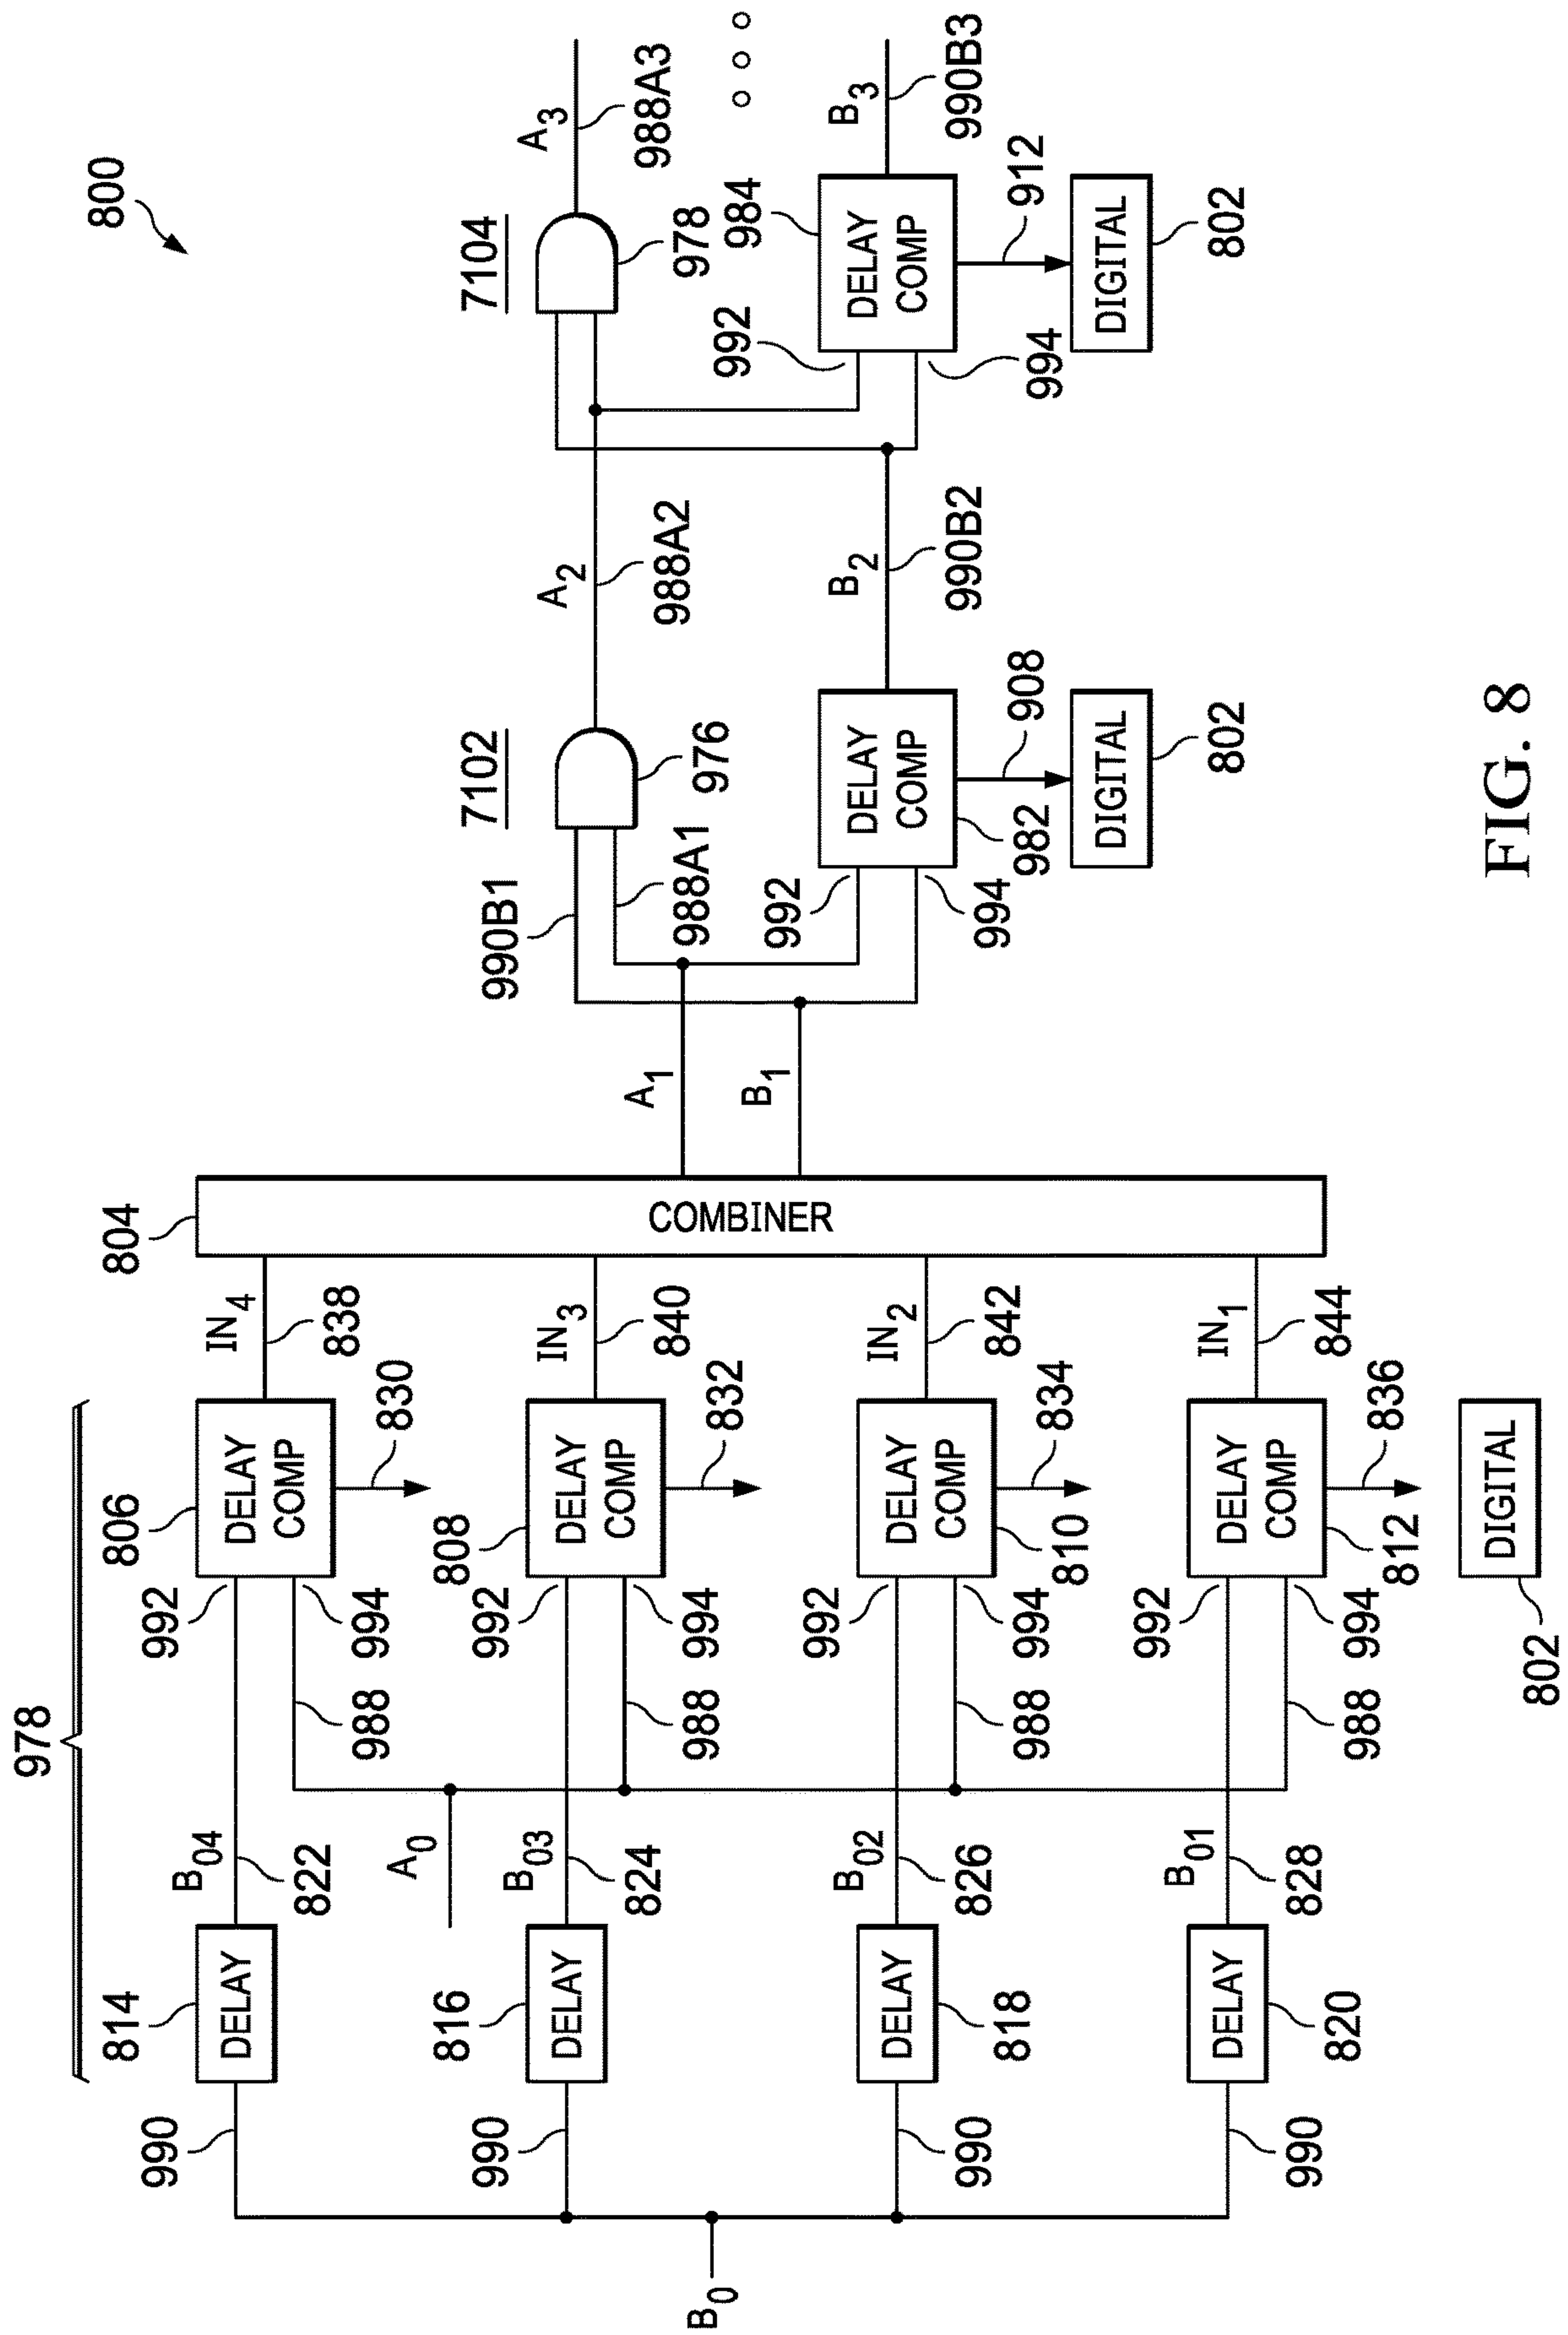 800
978
B0
990
814
DELAY
B04
822
992
994
988
806
DELAY
COMP
830
IN4
838
A0
990
816
DELAY
B03
824
992
994
988
808
DELAY
COMP
832
IN3
840
990
818
DELAY
B02
826
992
994
988
810
DELAY
COMP
834
IN2
842
990
820
DELAY
B01
828
992
994
988
812
DELAY
COMP
836
IN1
844
802
DIGITAL
804
COMBINER
A1
B1
990B1
988A1
7102
976
992
994
982
DELAY
COMP
908
DIGITAL
802
A2
988A2
B2
990B2
7104
978
992
994
984
DELAY
COMP
912
DIGITAL
802
A3
988A3
B3
990B3
FIG. 8